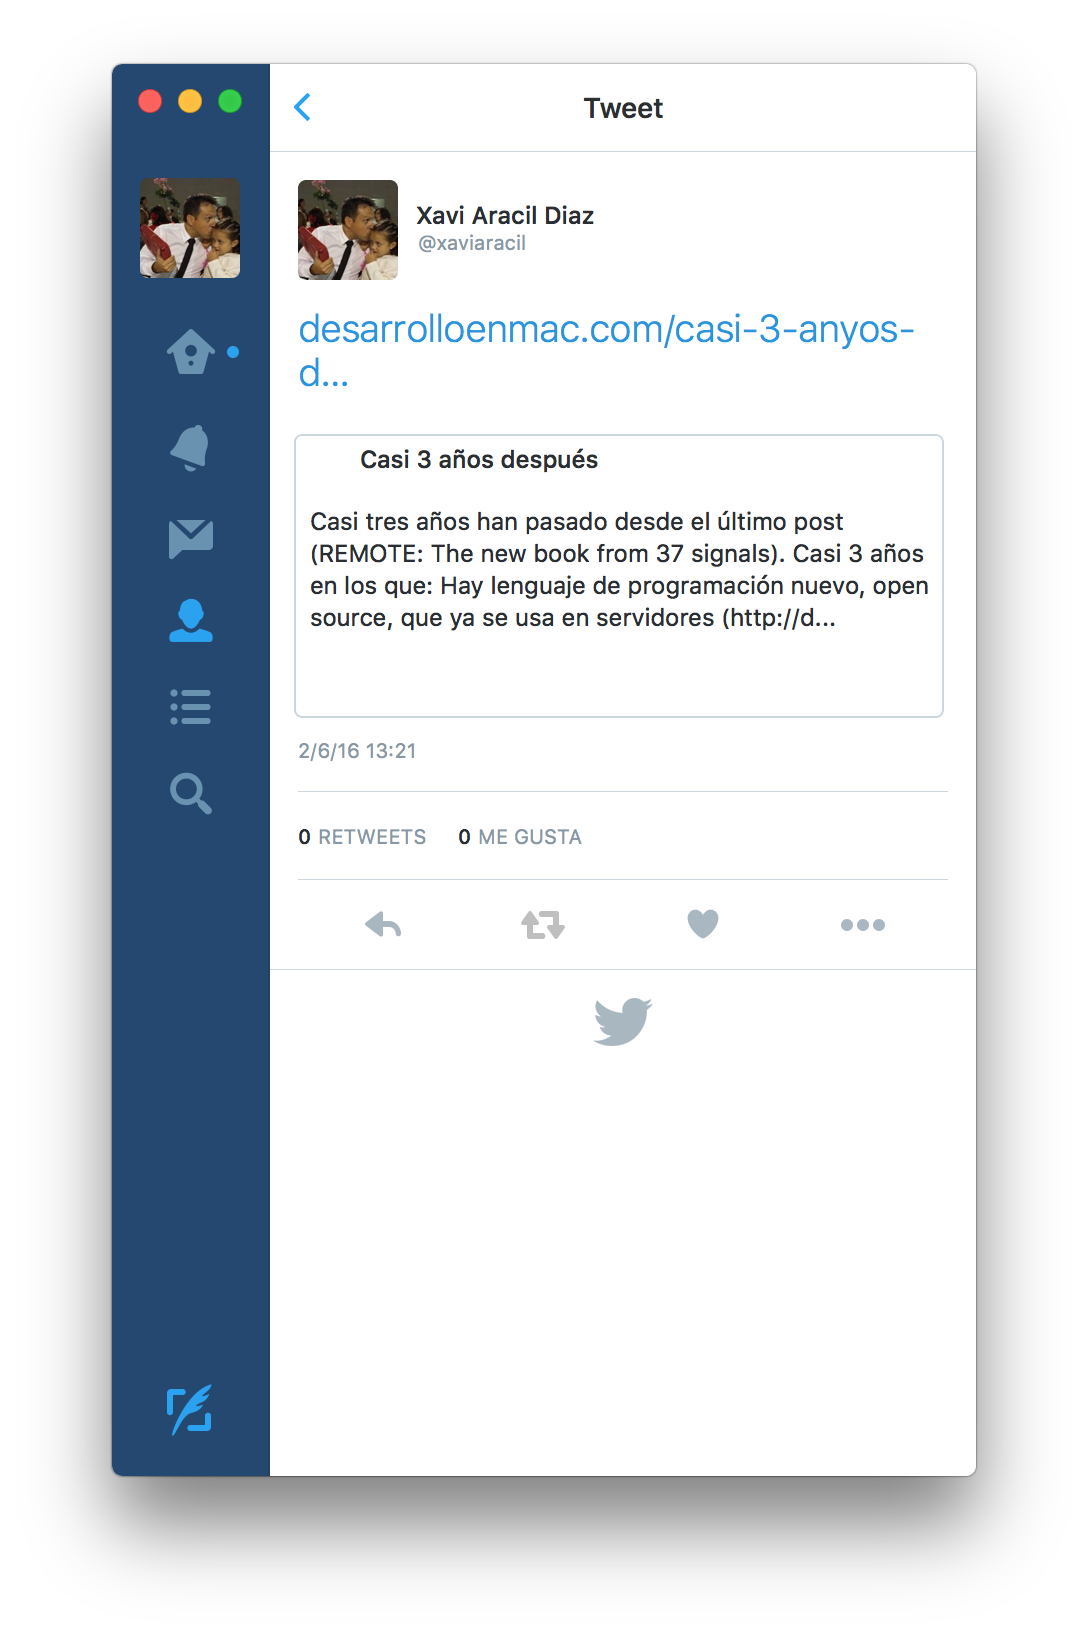 Tweet
Xavi Aracil Diaz
@xaviaracil
desarrolloenmac.com/casi-3-anyos-
d...
Casi 3 años después
Casi tres años han pasado desde el último post
(REMOTE: The new book from 37 signals). Casi 3 años
en los que: Hay lenguaje de programación nuevo, open
source, que ya se usa en servidores (http://d...
2/6/16 13:21
0 RETWEETS 0 ME GUSTA